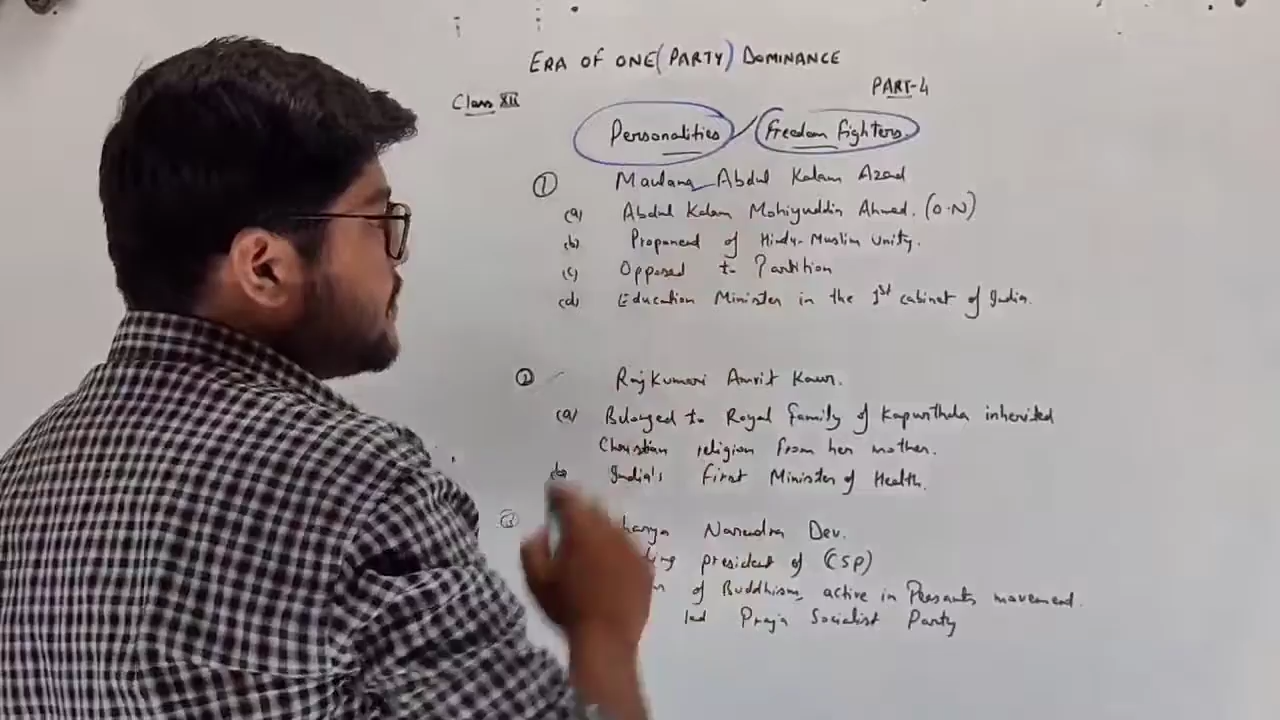 ERA OF ONE (PARTY) DOMINANCE
PART-4
Class XII
Personalities / Freedom Fighters
① Maulana Abdul Kalam Azad
(a) Abdul Kalam Mohiyuddin Ahmed. (O.N)
(b) Proponend of Hindu-Muslim Unity.
(c) Opposed to Partition
(d) Education Minister in the 1st cabinet of India.
② Rajkumari Amrit Kaur.
(a) Belonged to Royal family of Kapurthala inherited
Christian religion from her mother.
(b) India's First Minister of Health.
③ Narendra Dev.
president of (CSP)
of Buddhism, active in Peasants movement.
led Praja Socialist Party